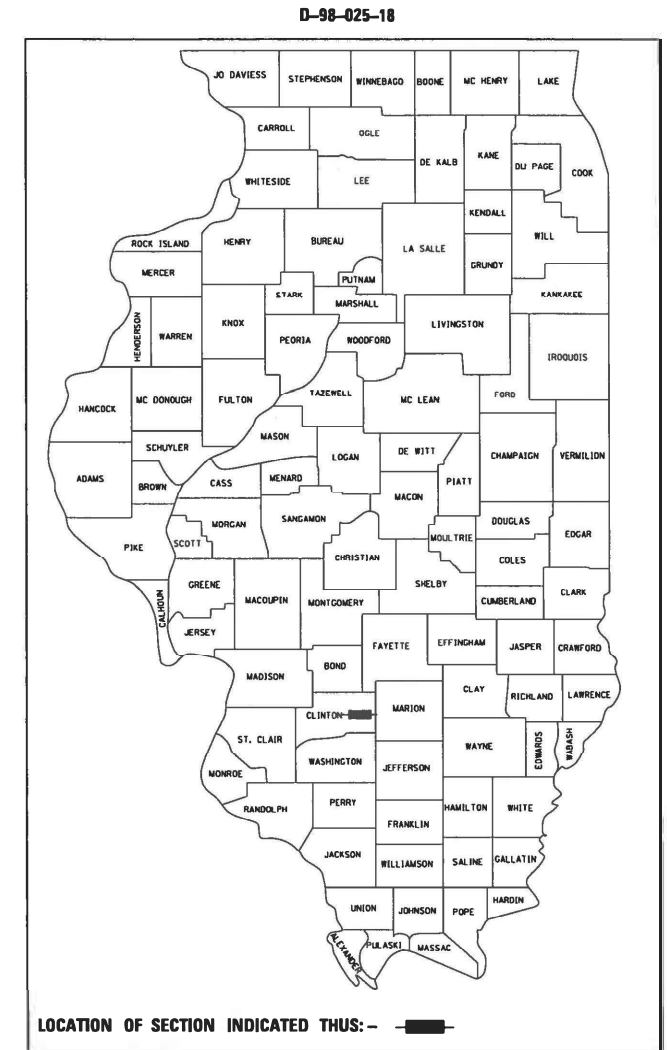 D-98-025-18
JO DAVIESS
STEPHENSON
WINNEBAGO
BOONE
MC HENRY
LAKE
CARROLL
OGLE
DE KALB
KANE
DU PAGE
COOK
WHITESIDE
LEE
KENDALL
WILL
ROCK ISLAND
HENRY
BUREAU
LA SALLE
GRUNDY
MERCER
PUTNAM
STARK
MARSHALL
KANKAKEE
HENDERSON
WARREN
KNOX
PEORIA
WOODFORD
LIVINGSTON
IROQUOIS
HANCOCK
MC DONOUGH
FULTON
TAZEWELL
MC LEAN
FORD
MASON
SCHUYLER
LOGAN
DE WITT
CHAMPAIGN
VERMILION
ADAMS
BROWN
CASS
MENARD
PIATT
MACON
MORGAN
SANGAMON
DOUGLAS
EDGAR
PIKE
SCOTT
CHRISTIAN
MOULTRIE
COLES
GREENE
SHELBY
CALHOUN
MACOUPIN
MONTGOMERY
CUMBERLAND
CLARK
JERSEY
FAYETTE
EFFINGHAM
JASPER
CRAWFORD
BOND
MADISON
CLAY
RICHLAND
LAWRENCE
CLINTON
MARION
ST. CLAIR
WAYNE
EDWARDS
WABASH
WASHINGTON
JEFFERSON
MONROE
RANDOLPH
PERRY
HAMILTON
WHITE
FRANKLIN
JACKSON
WILLIAMSON
SALINE
GALLATIN
UNION
JOHNSON
POPE
HARDIN
ALEXANDER
PULASKI
MASSAC
LOCATION OF SECTION INDICATED THUS:-